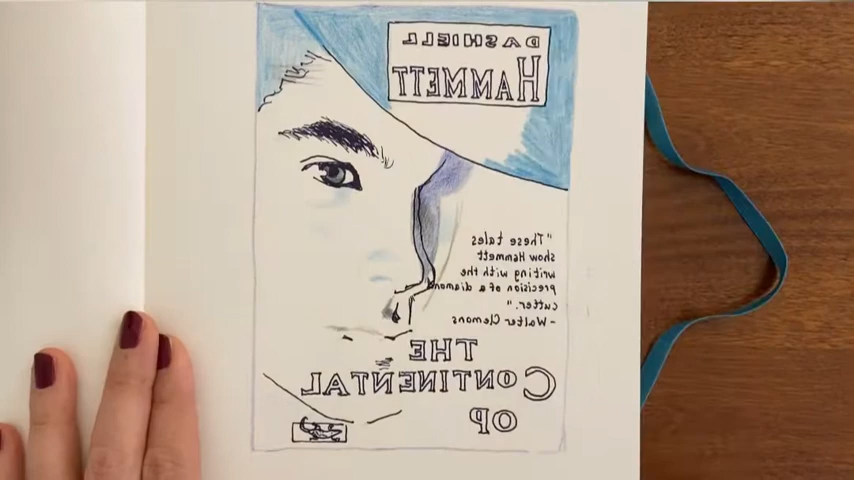 DASHIELL
HAMMETT
"These tales
show Hammett
writing with the
precision of a diamond
cutter."
-Walter Clemons
THE
CONTINENTAL
OP